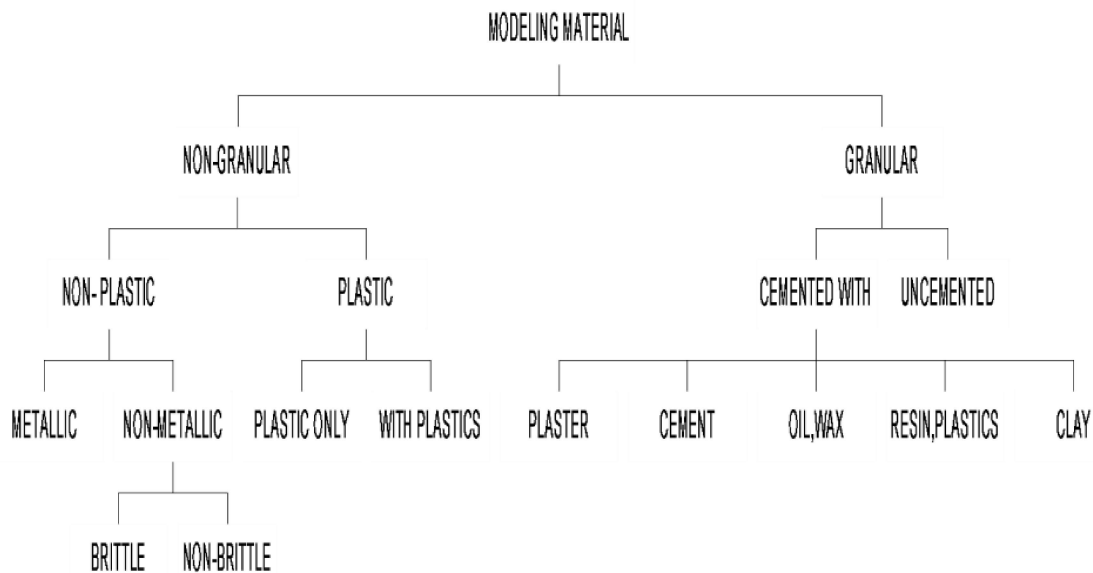 MODELING MATERIAL
NON-GRANULAR
GRANULAR
NON- PLASTIC
PLASTIC
CEMENTED WITH
UNCEMENTED
METALLIC
NON-METALLIC
PLASTIC ONLY
WITH PLASTICS
PLASTER
CEMENT
OIL,WAX
RESIN,PLASTICS
CLAY
BRITTLE
NON-BRITTLE